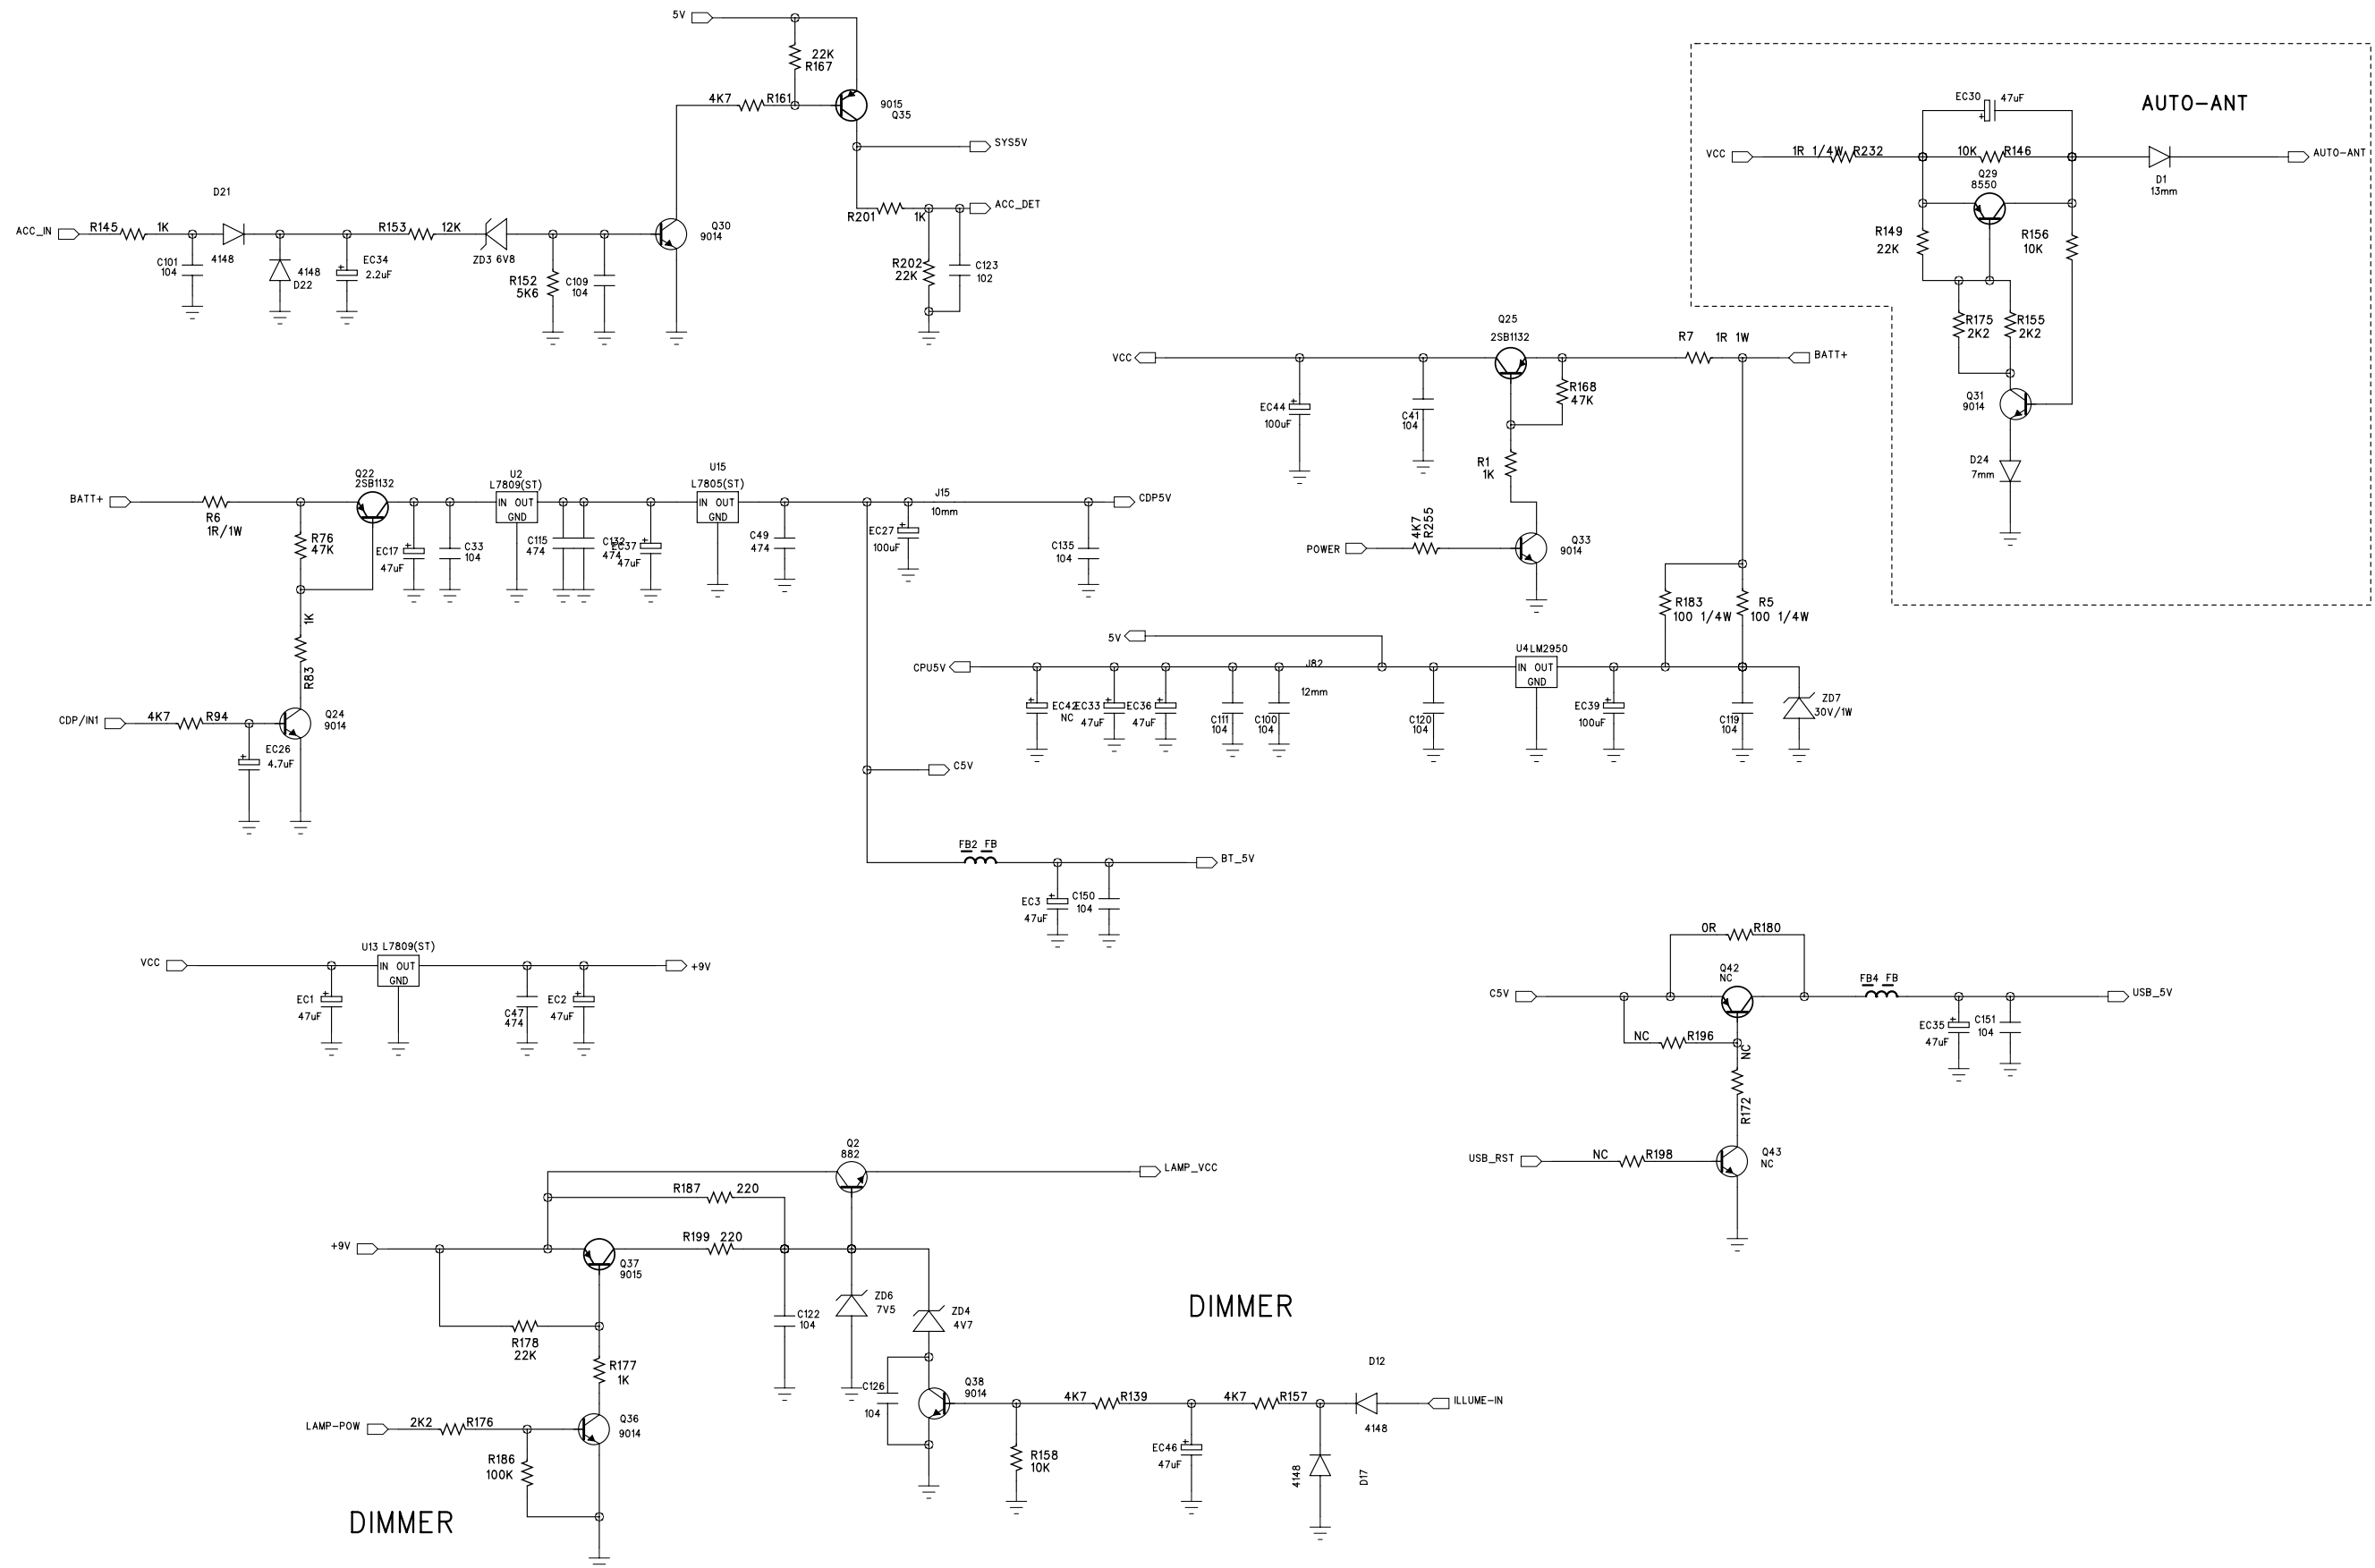 5V
22K
R167
4K7 R161
9015
Q35
SYS5V
R201 1K
ACC_DET
R202
22K
C123
102
D21
ACC_IN
R145 1K
4148
C101
104
4148
D22
EC34
2.2uF
R153 12K
ZD3 6V8
R152
5K6
C109
104
Q30
9014
AUTO-ANT
EC30 47uF
VCC
1R 1/4W R232
10K R146
AUTO-ANT
D1
13mm
Q29
8550
R149
22K
R156
10K
R175
2K2
R155
2K2
Q31
9014
D24
7mm
Q25
2SB1132
R7 1R 1W
VCC
BATT+
EC44
100uF
C41
104
R168
47K
R1
1K
4K7
R255
POWER
Q33
9014
R183
100 1/4W
R5
100 1/4W
BATT+
R6
1R/1W
Q22
2SB1132
R76
47K
EC17
47uF
C33
104
U2
L7809(ST)
IN OUT
GND
C115
474
C132
474
EC37
47uF
U15
L7805(ST)
IN OUT
GND
C49
474
EC27
100uF
J15
10mm
CDP5V
C135
104
1K
R83
CDP/IN1
4K7 R94
Q24
9014
EC26
4.7uF
5V
CPU5V
J82
12mm
U4 LM2950
IN OUT
GND
EC42
NC
EC33
47uF
EC36
47uF
C111
104
C100
104
C120
104
EC39
100uF
C119
104
ZD7
30V/1W
C5V
FB2 FB
BT_5V
EC3
47uF
C150
104
VCC
U13 L7809(ST)
IN OUT
GND
+9V
EC1
47uF
C47
474
EC2
47uF
0R R180
Q42
NC
C5V
FB4 FB
USB_5V
NC R196
NC
R172
EC35
47uF
C151
104
USB_RST
NC R198
Q43
NC
Q2
882
LAMP_VCC
R187 220
+9V
R199 220
Q37
9015
R178
22K
R177
1K
C122
104
ZD6
7V5
ZD4
4V7
DIMMER
C126
104
Q38
9014
4K7 R139
4K7 R157
D12
4148
ILLUME-IN
R158
10K
EC46
47uF
4148
D17
LAMP-POW
2K2 R176
Q36
9014
R186
100K
DIMMER